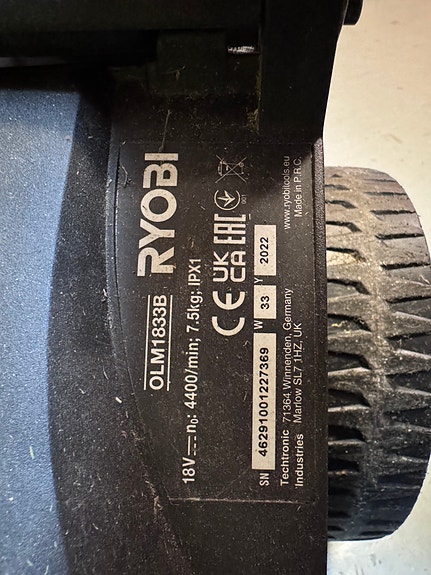 RYOBI
OLM1833B
18V⎓ n₀: 4400/min; 7.5kg; IPX1
CE UK CA EAC
SN 46291001227369 W 33 Y 2022
Techtronic 71364 Winnenden, Germany www.ryobitools.eu
Industries Marlow SL7 1HZ, UK Made in P.R.C.